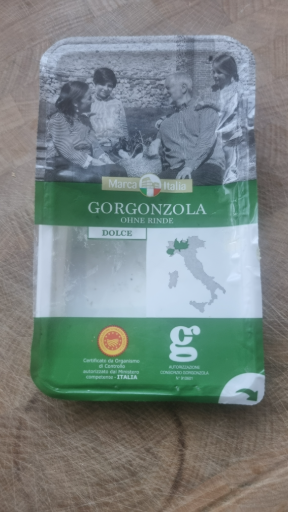 Marca Italia
GORGONZOLA
OHNE RINDE
DOLCE
Certificato da Organismo
di Controllo
autorizzato dal Ministero
competente - ITALIA
AUTORIZZAZIONE
CONSORZIO GORGONZOLA